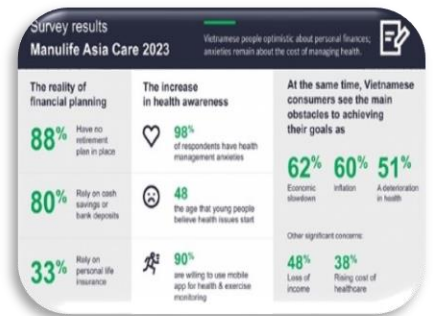 Survey results
Manulife Asia Care 2023
Vietnamese people optimistic about personal finances;
anxieties remain about the cost of managing health.
The reality of
financial planning
88%
Have no
retirement
plan in place
80%
Rely on cash
savings or
bank deposits
33%
Rely on
personal life
insurance
The increase
in health awareness
98%
of respondents have health
management anxieties
48
the age that young people
believe health issues start
90%
are willing to use mobile
app for health & exercise
monitoring
At the same time, Vietnamese
consumers see the main
obstacles to achieving
their goals as
62% 60% 51%
Economic
slowdown
Inflation
A deterioration
in health
Other significant concerns:
48% 38%
Loss of
income
Rising cost of
healthcare